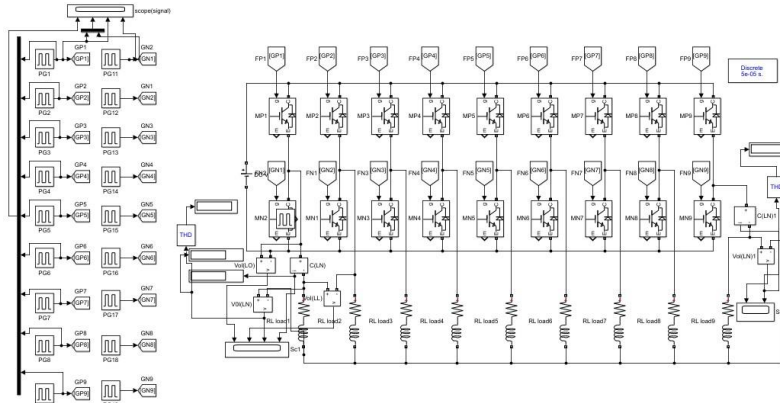 scope(signal)
GP1 GN2
[GP1] [GN1]
PG1 PG11
GP2 GN1
[GP2] [GN2]
PG2 PG12
GP3 GN3
[GP3] [GN3]
PG3 PG13
GP4 GN4
[GP4] [GN4]
PG4 PG14
GP5 GN5
[GP5] [GN5]
PG5 PG15
GP6 GN6
[GP6] [GN6]
PG6 PG16
GP7 GN7
[GP7] [GN7]
PG7 PG17
GP8 GN8
[GP8] [GN8]
PG8 PG18
GP9 GN9
[GP9] [GN9]
FP1 [GP1] FP2 [GP2] FP3 [GP3] FP4 [GP4] FP5 [GP5] FP6 [GP6] FP7 [GP7] FP8 [GP8] FP9 [GP9]
Discrete
5e-05 s.
MP1 MP2 MP3 MP4 MP5 MP6 MP7 MP8 MP9
FN2 [GN1] FN1 [GN2] FN3 [GN3] FN4 [GN4] FN5 [GN5] FN6 [GN6] FN7 [GN7] FN8 [GN8] FN9 [GN9]
MN2 MN1 MN3 MN4 MN5 MN6 MN7 MN8 MN9
THD
THD
C(LN)1
Vol(LN)1
Vol(LO) C(LN)
V0l(LN) Vol(LL)
RL load1 RL load2 RL load3 RL load4 RL load5 RL load6 RL load7 RL load8 RL load9
Sc1